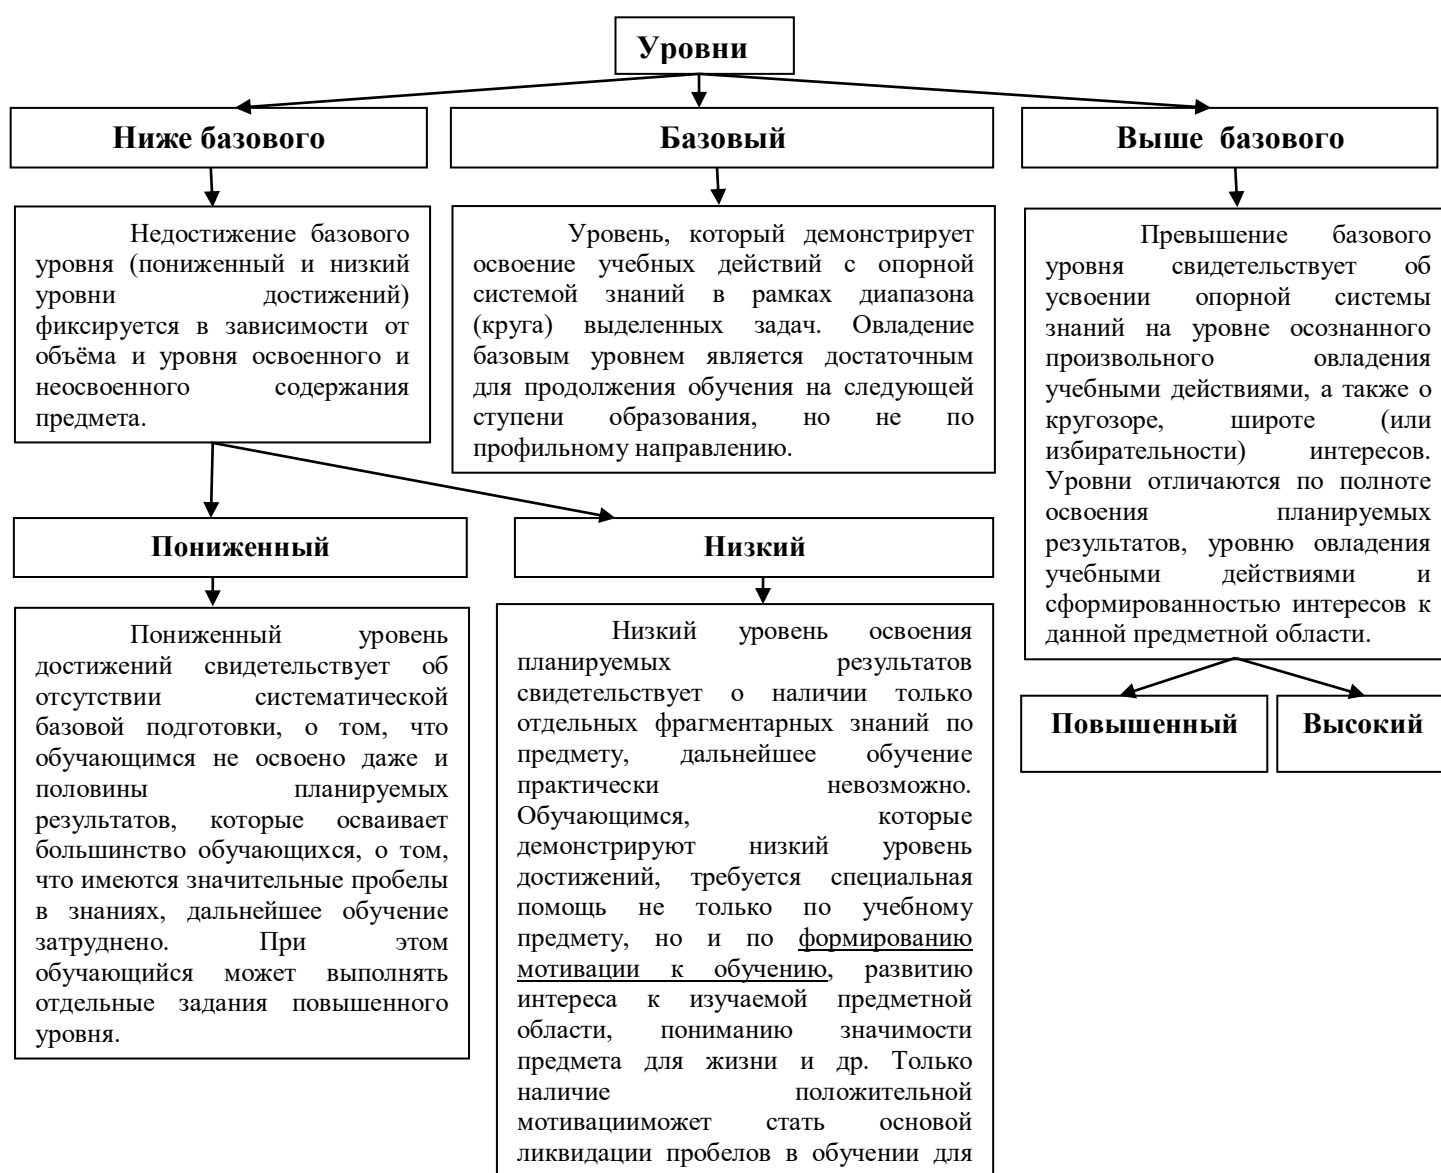 Уровни
Ниже базового
Базовый
Выше базового
Недостижение базового
уровня (пониженный и низкий
уровни достижений)
фиксируется в зависимости от
объёма и уровня освоенного и
неосвоенного содержания
предмета.
Уровень, который демонстрирует
освоение учебных действий с опорной
системой знаний в рамках диапазона
(круга) выделенных задач. Овладение
базовым уровнем является достаточным
для продолжения обучения на следующей
ступени образования, но не по
профильному направлению.
Превышение базового
уровня свидетельствует об
усвоении опорной системы
знаний на уровне осознанного
произвольного овладения
учебными действиями, а также о
кругозоре, широте (или
избирательности) интересов.
Уровни отличаются по полноте
освоения планируемых
результатов, уровню овладения
учебными действиями и
сформированностью интересов к
данной предметной области.
Пониженный
Низкий
Повышенный
Высокий
Пониженный уровень
достижений свидетельствует об
отсутствии систематической
базовой подготовки, о том, что
обучающимся не освоено даже и
половины планируемых
результатов, которые осваивает
большинство обучающихся, о том,
что имеются значительные пробелы
в знаниях, дальнейшее обучение
затруднено. При этом
обучающийся может выполнять
отдельные задания повышенного
уровня.
Низкий уровень освоения
планируемых результатов
свидетельствует о наличии только
отдельных фрагментарных знаний по
предмету, дальнейшее обучение
практически невозможно.
Обучающимся, которые
демонстрируют низкий уровень
достижений, требуется специальная
помощь не только по учебному
предмету, но и по формированию
мотивации к обучению, развитию
интереса к изучаемой предметной
области, пониманию значимости
предмета для жизни и др. Только
наличие положительной
мотивацииможет стать основой
ликвидации пробелов в обучении для